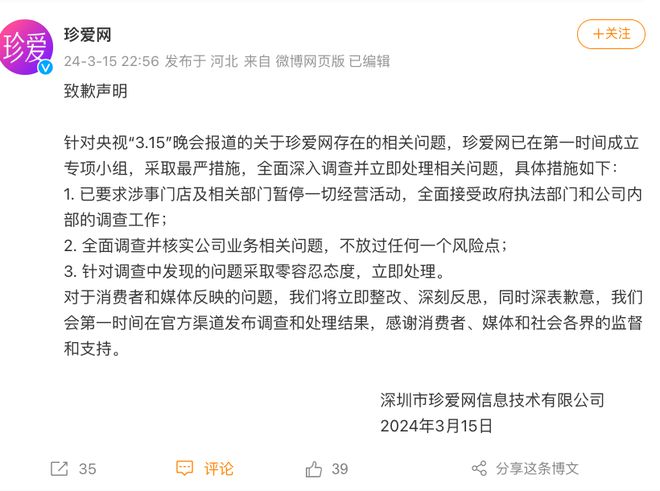 珍爱
珍爱网
+关注
24-3-15 22:56 发布于 河北 来自 微博网页版 已编辑
致歉声明
针对央视“3.15”晚会报道的关于珍爱网存在的相关问题，珍爱网已在第一时间成立
专项小组，采取最严措施，全面深入调查并立即处理相关问题，具体措施如下：
1. 已要求涉事门店及相关部门暂停一切经营活动，全面接受政府执法部门和公司内
部的调查工作；
2. 全面调查并核实公司业务相关问题，不放过任何一个风险点；
3. 针对调查中发现的问题采取零容忍态度，立即处理。
对于消费者和媒体反映的问题，我们将立即整改、深刻反思，同时深表歉意，我们
会第一时间在官方渠道发布调查和处理结果，感谢消费者、媒体和社会各界的监督
和支持。
深圳市珍爱网信息技术有限公司
2024年3月15日
35 评论 39 分享这条博文